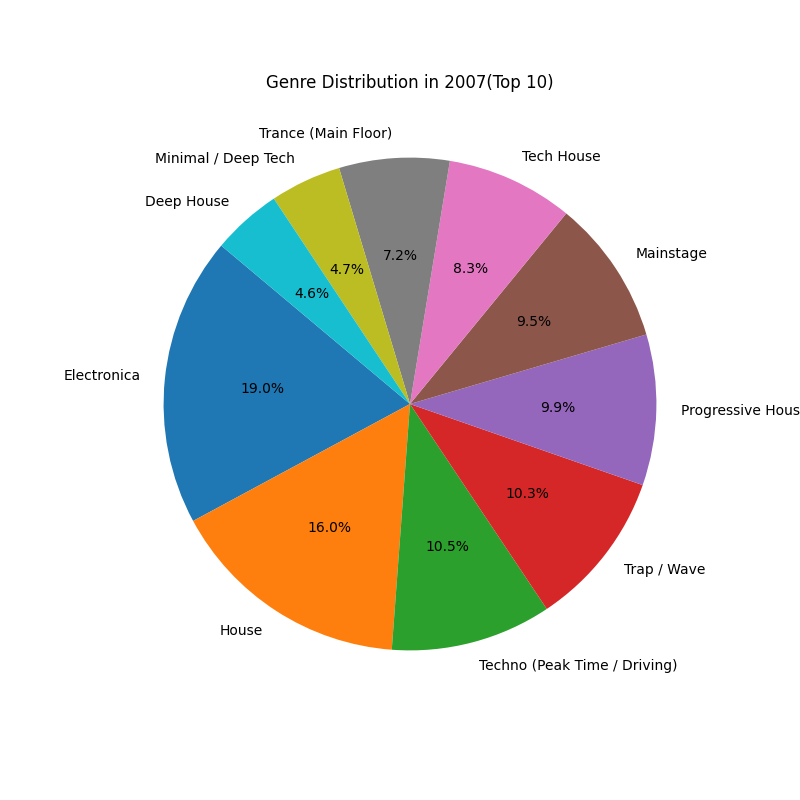 Genre Distribution in 2007(Top 10)
Trance (Main Floor)
Minimal / Deep Tech
Tech House
Deep House
Mainstage
7.2%
8.3%
4.7%
4.6%
9.5%
Electronica
19.0%
9.9%
Progressive Hous
10.3%
16.0%
10.5%
Trap / Wave
House
Techno (Peak Time / Driving)